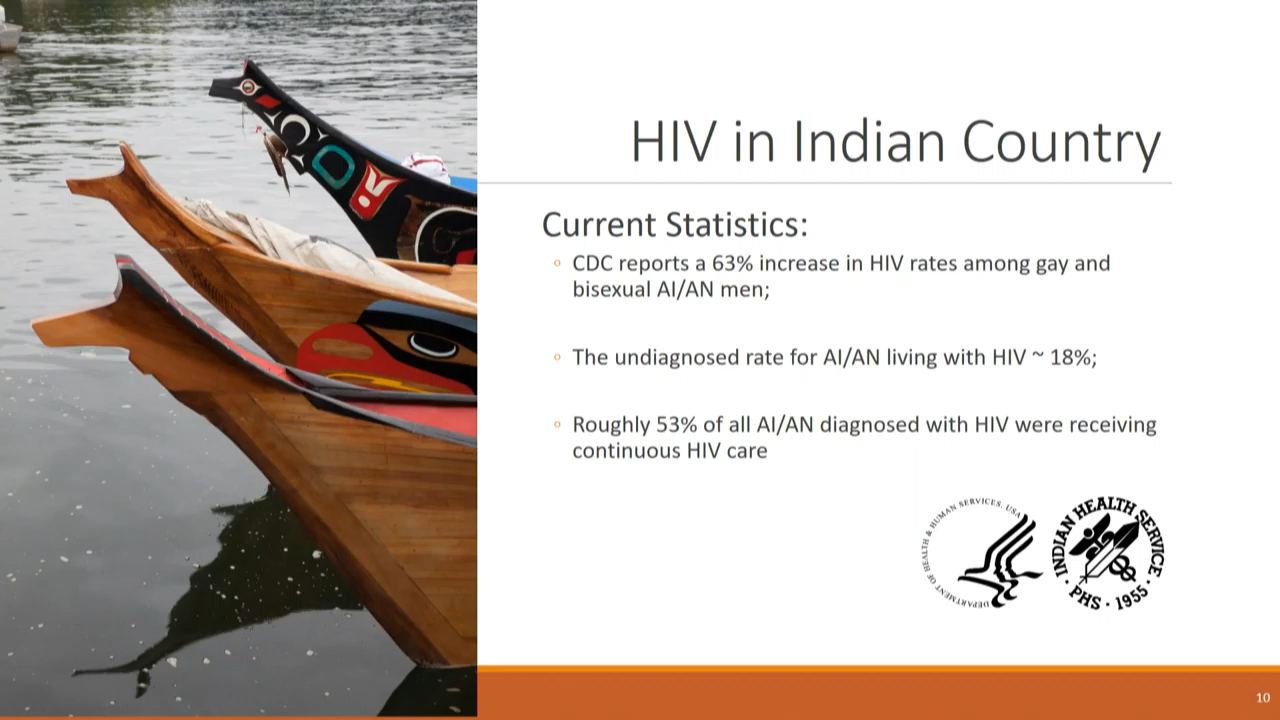 HIV in Indian Country
Current Statistics:
CDC reports a 63% increase in HIV rates among gay and
bisexual AI/AN men;
The undiagnosed rate for AI/AN living with HIV ~ 18%;
Roughly 53% of all AI/AN diagnosed with HIV were receiving
continuous HIV care
DEPARTMENT OF HEALTH & HUMAN SERVICES. USA
INDIAN HEALTH SERVICE
PHS · 1955
10